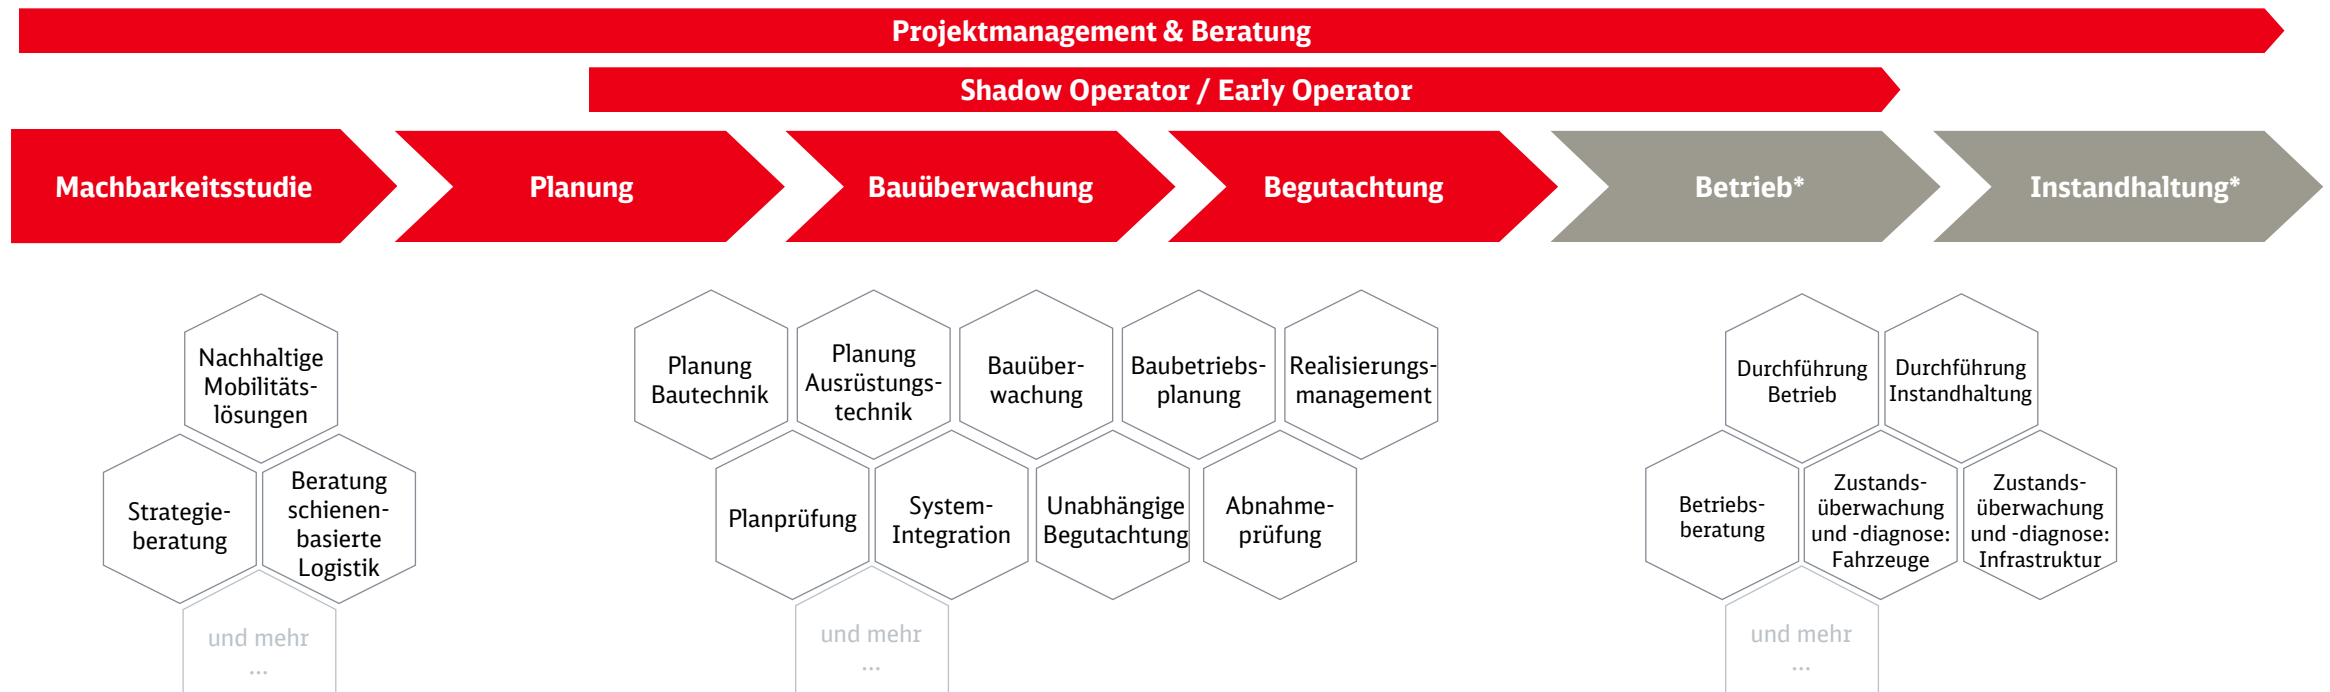 Projektmanagement & Beratung
Shadow Operator / Early Operator
Machbarkeitsstudie
Planung
Bauüberwachung
Begutachtung
Betrieb*
Instandhaltung*
Nachhaltige
Mobilitäts-
lösungen
Strategie-
beratung
Beratung
schienen-
basierte
Logistik
und mehr
...
Planung
Bautechnik
Planung
Ausrüstungs-
technik
Bauüber-
wachung
Baubetriebs-
planung
Realisierungs-
management
Planprüfung
System-
Integration
Unabhängige
Begutachtung
Abnahme-
prüfung
und mehr
...
Durchführung
Betrieb
Durchführung
Instandhaltung
Betriebs-
beratung
Zustands-
überwachung
und -diagnose:
Fahrzeuge
Zustands-
überwachung
und -diagnose:
Infrastruktur
und mehr
...